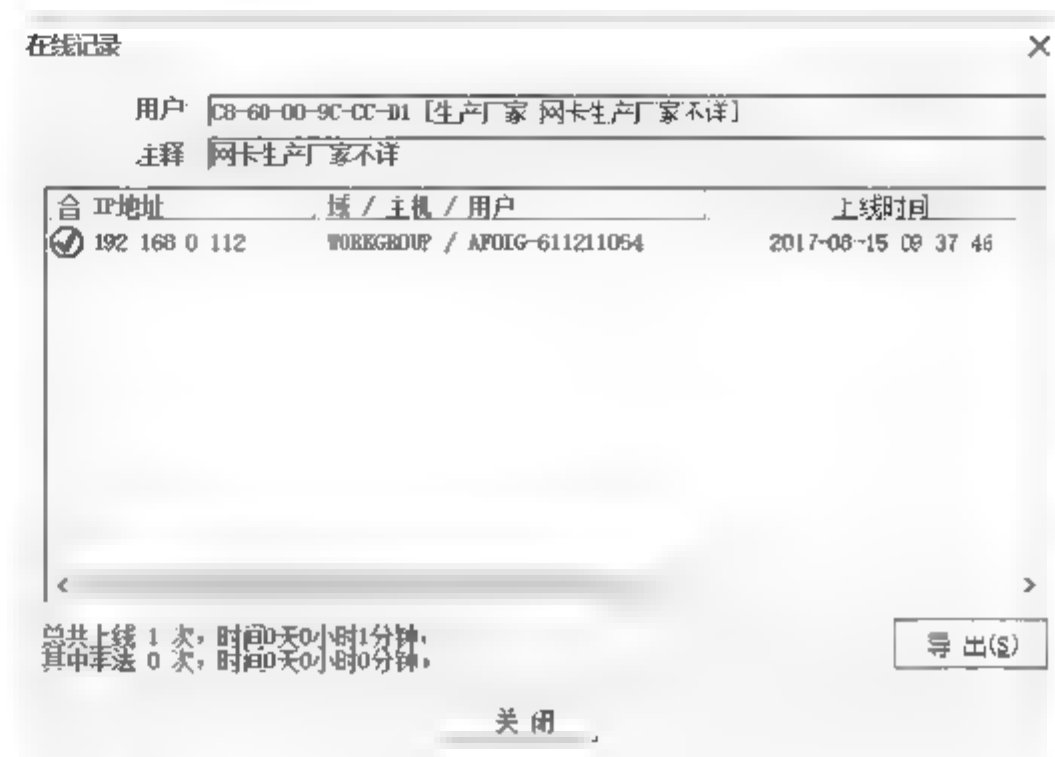 在线记录
用户 C8-60-00-9C-CC-D1 [生产厂家 网卡生产厂家不详]
注释 网卡生产厂家不详
IP地址 域 / 主机 / 用户 上线时间
192 168 0 112 WORKGROUP / AFOIG-611211054 2017-08-15 09 37 46
总共上线 1 次，时间0天0小时1分钟，
其中非法 0 次，时间0天0小时0分钟。
导 出(S)
关 闭